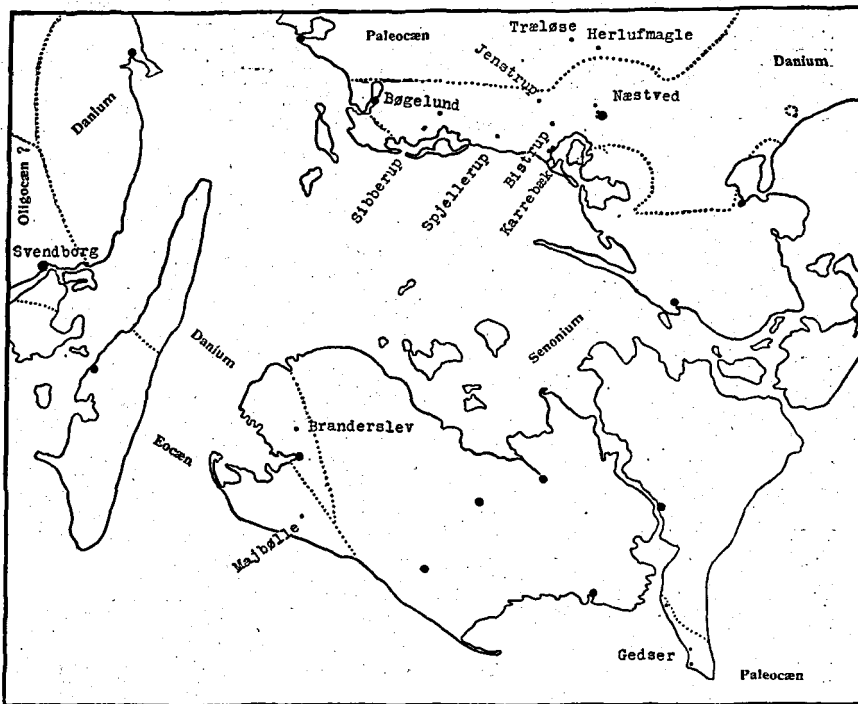 Træløse
Herlufmagle
Paleocæn
Jenstrup
Danium
Danium
Bøgelund
Næstved
Sibberup
Spjellerup
Bistrup
Karrebæk
Oligocæn ?
Svendborg
Danium
Senonium
Branderslev
Eocæn
Majbølle
Gedser
Paleocæn